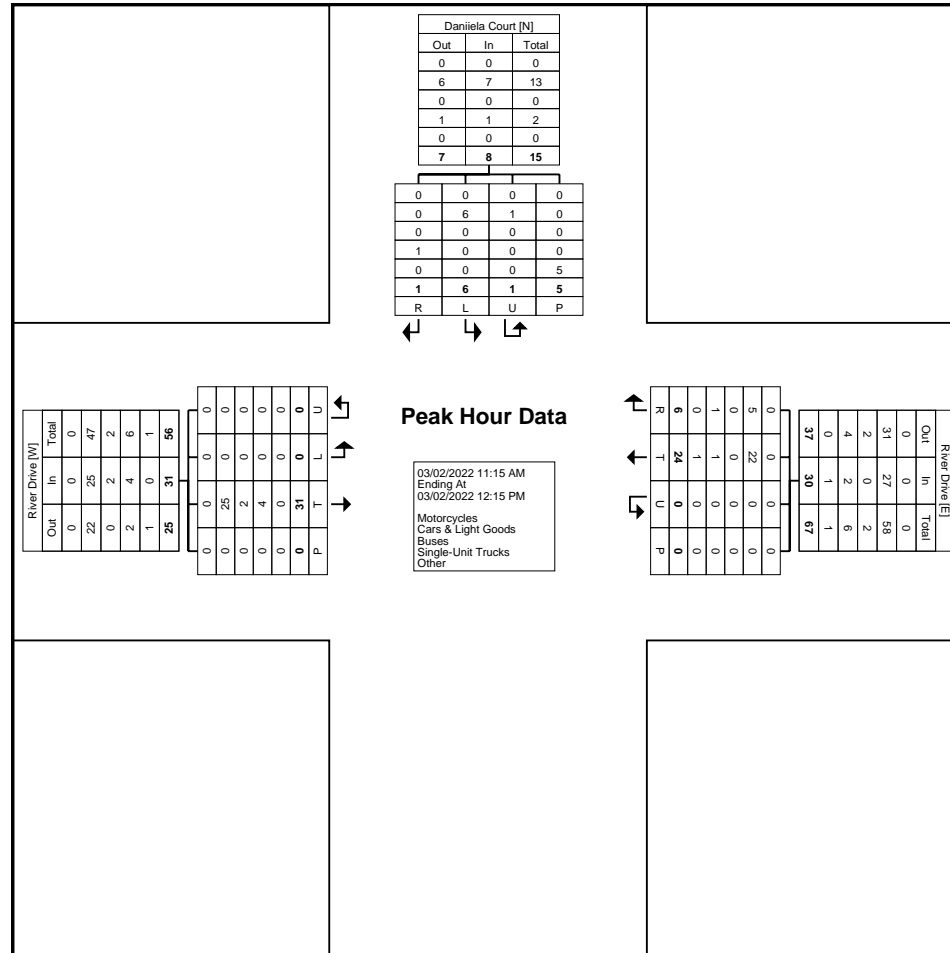 Daniiela Court [N]
Out In Total
0 0 0
6 7 13
0 0 0
1 1 2
0 0 0
7 8 15
0 0 0 0
0 6 1 0
0 0 0 0
1 0 0 0
0 0 0 5
1 6 1 5
R L U P
River Drive [W]
Total 0 47 2 6 1 56
In 0 25 2 4 0 31
Out 0 22 0 2 1 25
0 0 0 0 0 0 U
0 0 0 0 0 0 L
0 25 2 4 0 31 T
0 0 0 0 0 0 P
Peak Hour Data
03/02/2022 11:15 AM
Ending At
03/02/2022 12:15 PM
Motorcycles
Cars & Light Goods
Buses
Single-Unit Trucks
Other
R 6 0 1 0 5 0
T 24 1 1 0 22 0
U 0 0 0 0 0 0
P 0 0 0 0 0 0
River Drive [E]
Out In Total
0 0 0
31 27 58
2 0 2
4 2 6
0 1 1
37 30 67